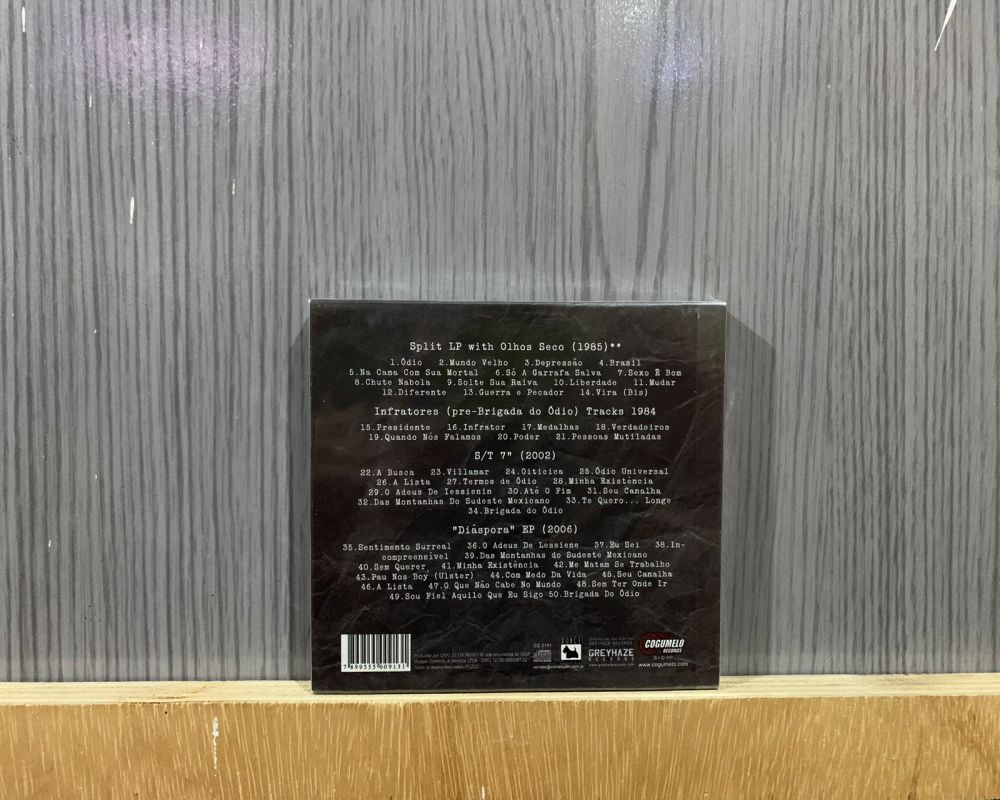 Split LP with Olhos Seco (1985)**
1.Ódio 2.Mundo Velho 3.Depressão 4.Brasil
5.Na Cama Com Sua Mortal 6.Só A Garrafa Salva 7.Sexo É Bom
8.Chute Nabola 9.Solte Sua Raiva 10.Liberdade 11.Mudar
12.Diferente 13.Guerra e Pecador 14.Vira (Bis)
Infratores (pre-Brigada do Ódio) Tracks 1984
15.Presidente 16.Infrator 17.Medalhas 18.Verdadeiros
19.Quando Nós Falamos 20.Poder 21.Pessoas Mutiladas
S/T 7" (2002)
22.A Busca 23.Villamar 24.Oiticica 25.Ódio Universal
26.A Lista 27.Termos de Ódio 28.Minha Existência
29.O Adeus De Iessienin 30.Até O Fim 31.Seu Canalha
32.Das Montanhas Do Sudeste Mexicano 33.Te Quero... Longe
34.Brigada do Ódio
"Diáspora" EP (2006)
35.Sentimento Surreal 36.O Adeus De Lessiene 37.Eu Sei 38.In-
compreensível 39.Das Montanhas do Sudeste Mexicano
40.Sem Querer 41.Minha Existência 42.Me Matam Se Trabalho
43.Pau Nos Boy (Ulster) 44.Com Medo Da Vida 45.Seu Canalha
46.A Lista 47.O Que Não Cabe No Mundo 48.Sem Ter Onde Ir
49.Sou Fiel Aquilo Que Eu Sigo 50.Brigada Do Ódio
7899555009131
VOICE
GREYHAZE
RECORDS
COGUMELO
RECORDS
www.cogumelo.com